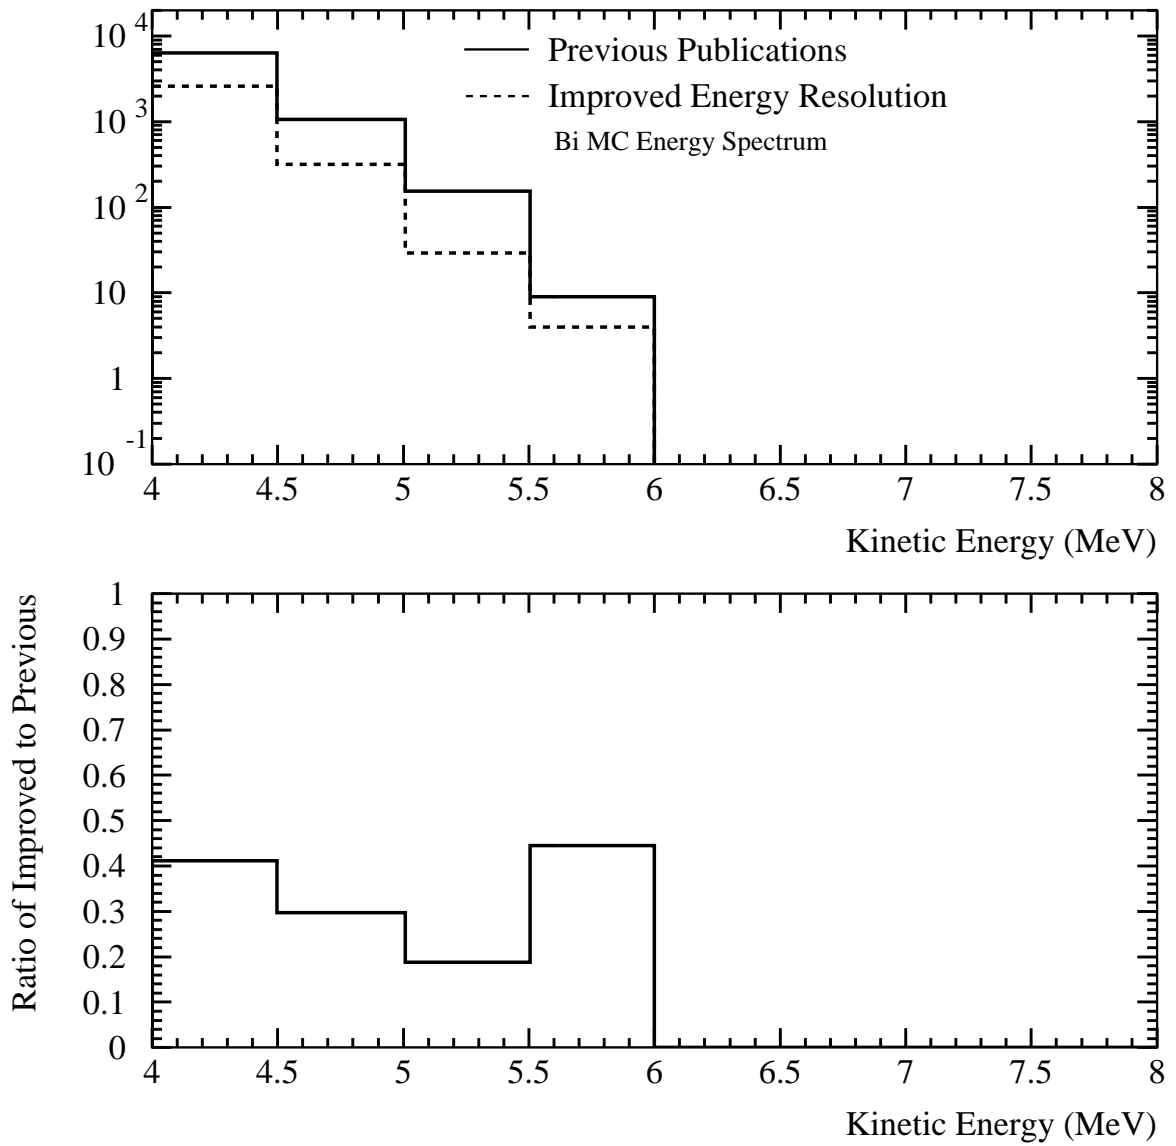 10 4
Previous Publications
Improved Energy Resolution
10 3
Bi MC Energy Spectrum
10 2
10
1
10 -1
4 4.5 5 5.5 6 6.5 7 7.5 8
Kinetic Energy (MeV)
Ratio of Improved to Previous
1
0.9
0.8
0.7
0.6
0.5
0.4
0.3
0.2
0.1
0
4 4.5 5 5.5 6 6.5 7 7.5 8
Kinetic Energy (MeV)